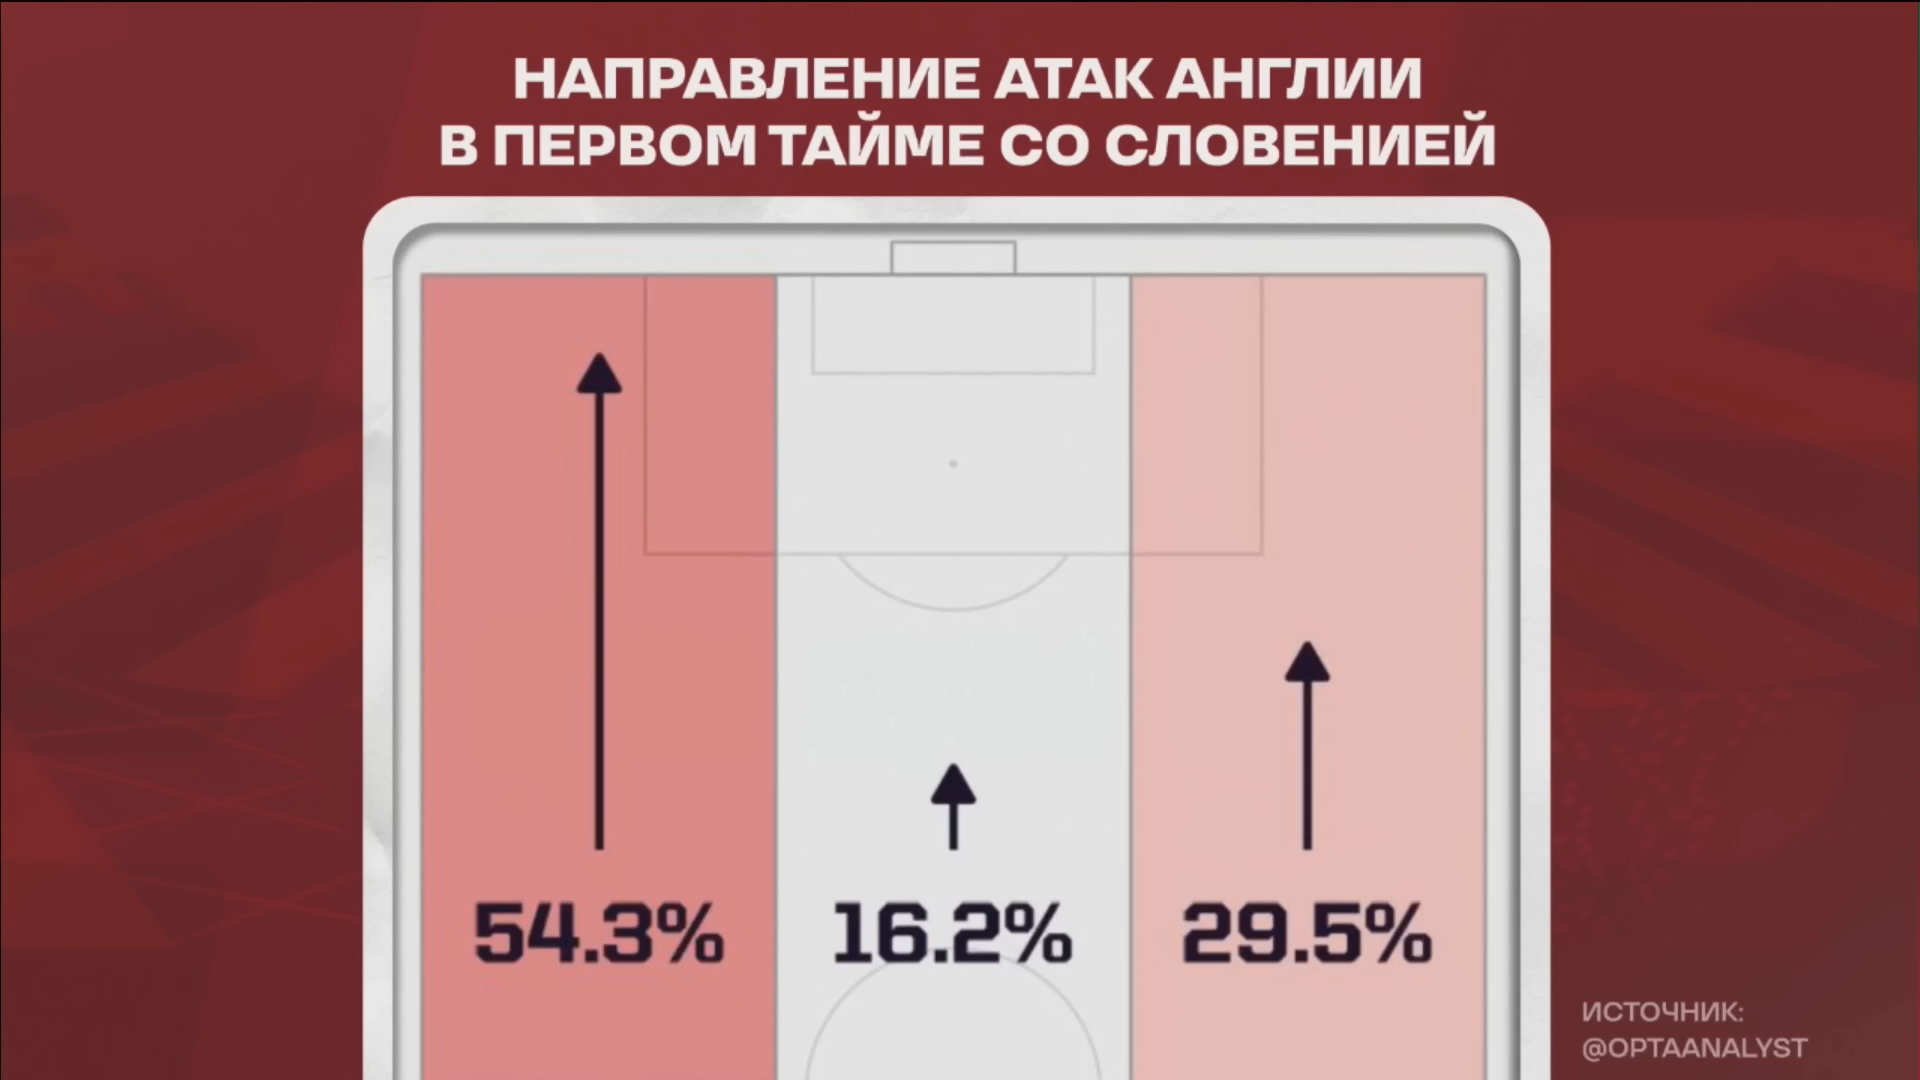 НАПРАВЛЕНИЕ АТАК АНГЛИИ
В ПЕРВОМ ТАЙМЕ СО СЛОВЕНИЕЙ
54.3%
16.2%
29.5%
ИСТОЧНИК:
@OPTAANALYST